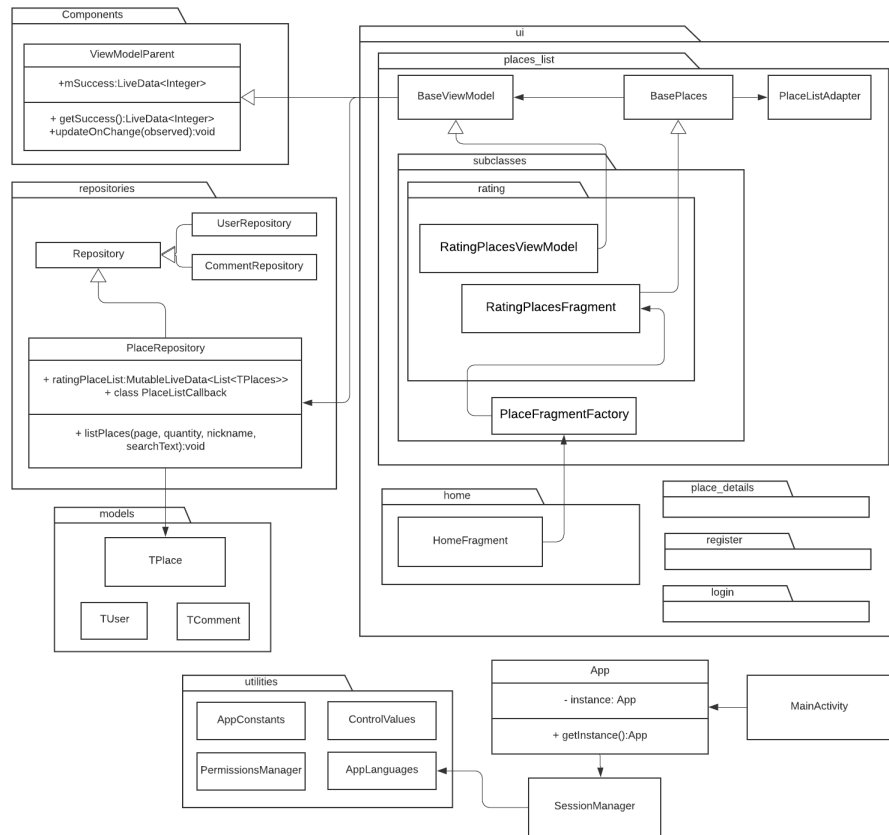 Components
ViewModelParent
+mSuccess:LiveData<Integer>
+ getSuccess():LiveData<Integer>
+updateOnChange(observed):void
repositories
UserRepository
Repository
CommentRepository
PlaceRepository
+ ratingPlaceList:MutableLiveData<List<TPlaces>>
+ class PlaceListCallback
+ listPlaces(page, quantity, nickname,
searchText):void
models
TPlace
TUser
TComment
ui
places_list
BaseViewModel
BasePlaces
PlaceListAdapter
subclasses
rating
RatingPlacesViewModel
RatingPlacesFragment
PlaceFragmentFactory
home
HomeFragment
place_details
register
login
utilities
AppConstants
ControlValues
PermissionsManager
AppLanguages
App
- instance: App
+ getInstance():App
MainActivity
SessionManager